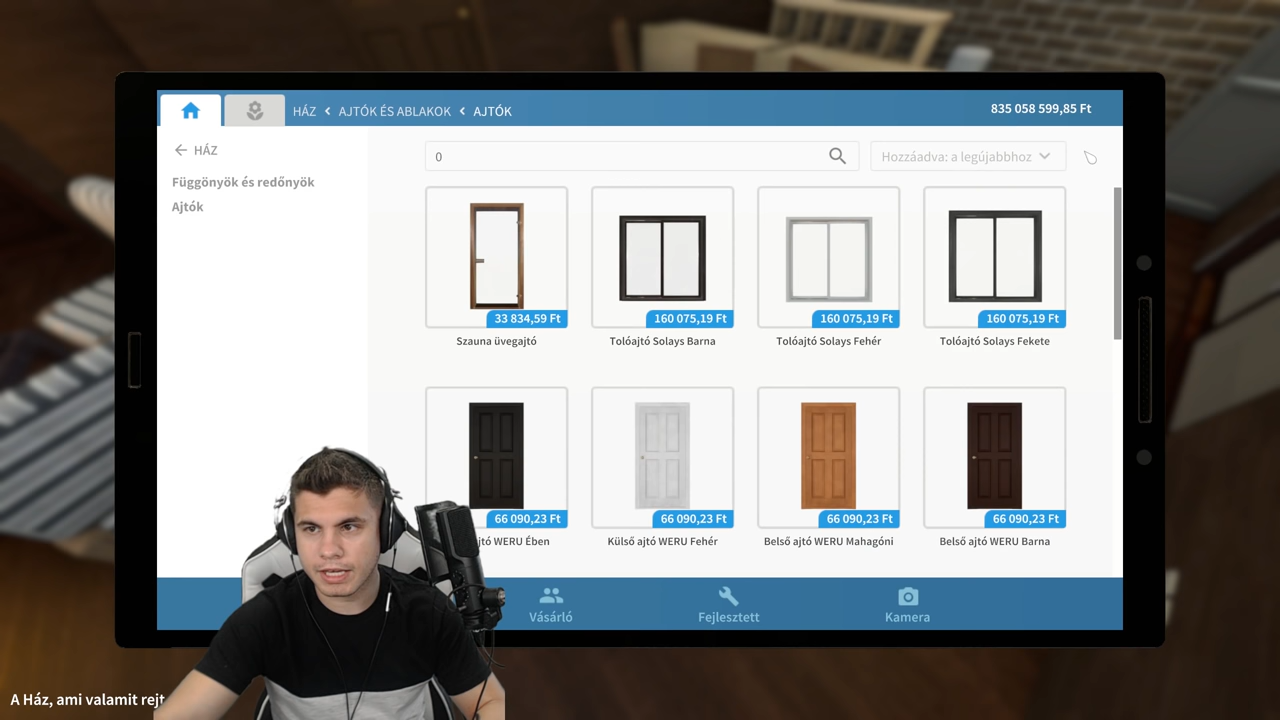 HÁZ < AJTÓK ÉS ABLAKOK < AJTÓK
835 058 599,85 Ft
HÁZ
Függönyök és redőnyök
Ajtók
0
Hozzáadva: a legújabbhoz
33 834,59 Ft
160 075,19 Ft
160 075,19 Ft
160 075,19 Ft
Szauna üvegajtó
Tolóajtó Solays Barna
Tolóajtó Solays Fehér
Tolóajtó Solays Fekete
66 090,23 Ft
66 090,23 Ft
66 090,23 Ft
66 090,23 Ft
WERU Ében
Külső ajtó WERU Fehér
Belső ajtó WERU Mahagóni
Belső ajtó WERU Barna
Vásárló
Fejlesztett
Kamera
A Ház, ami valamit rejt